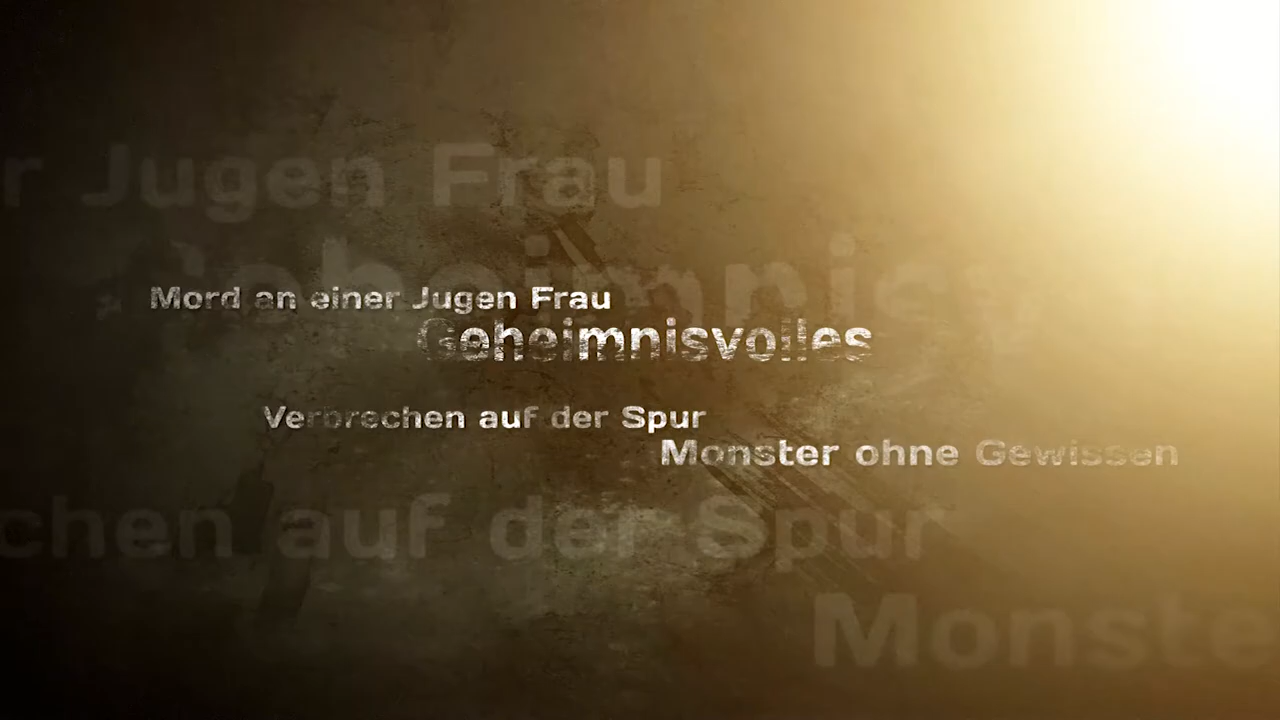 r Jugen Frau
Geheimnis
Mord an einer Jugen Frau
Geheimnisvolles
Verbrechen auf der Spur
Monster ohne Gewissen
chen auf der Spur
Monste